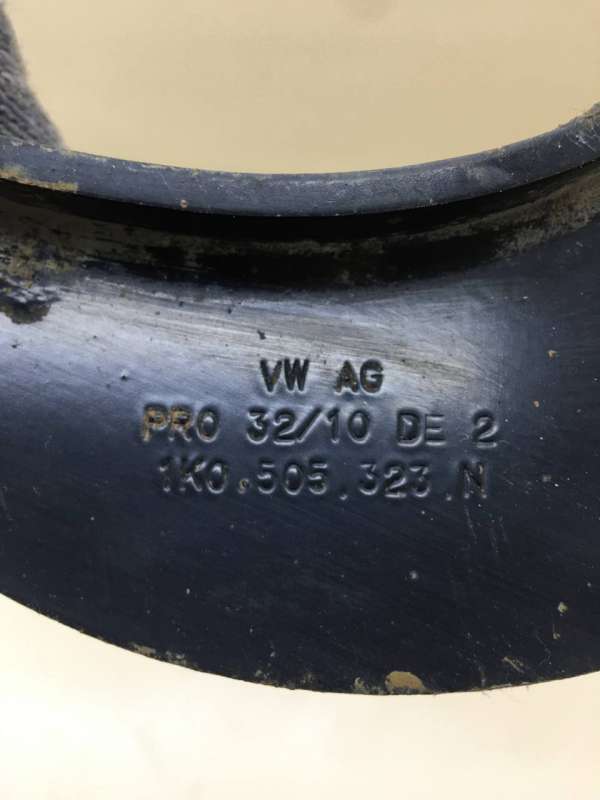 VW AG
PRO 32/10 DE 2
1K0.505.323.N